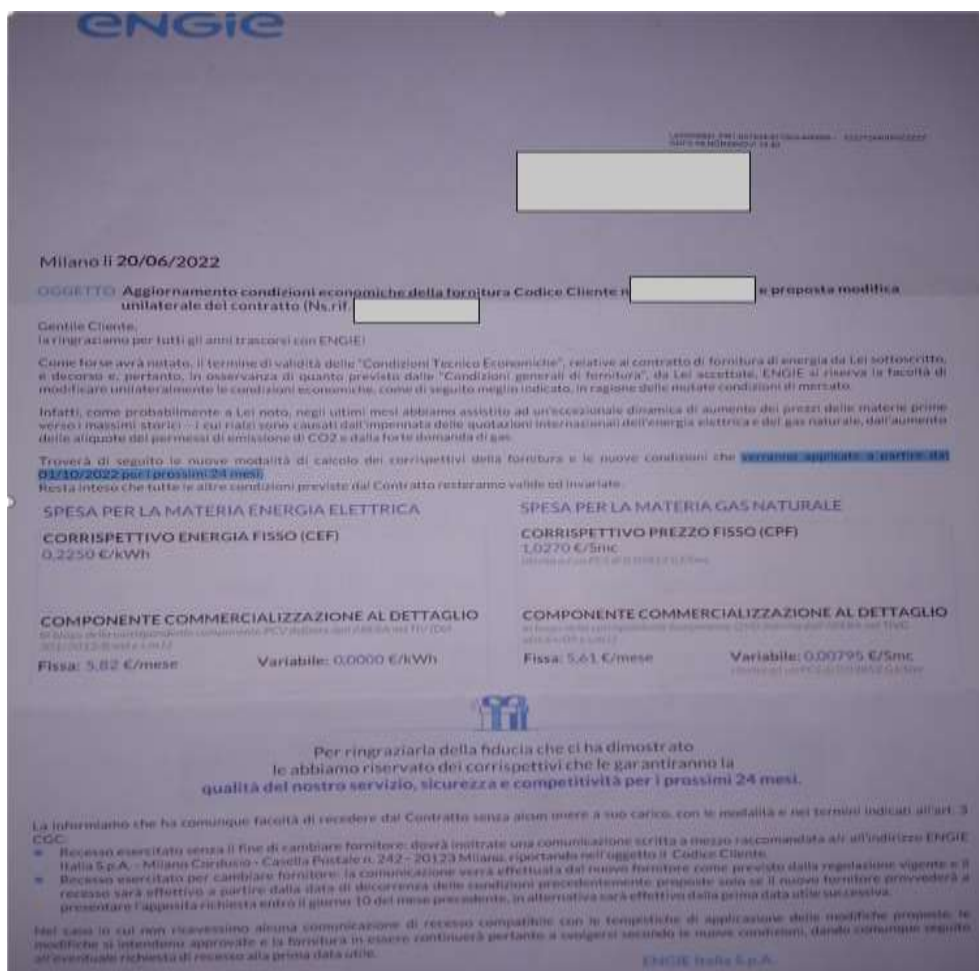 ENGIE
Milano li 20/06/2022
OGGETTO Aggiornamento condizioni economiche della fornitura Codice Cliente n e proposta modifica
unilaterale del contratto (Ns.rif.
Gentile Cliente,
la ringraziamo per tutti gli anni trascorsi con ENGIE!
Come forse avrà notato, il termine di validità delle "Condizioni Tecnico Economiche", relative al contratto di fornitura di energia da Lei sottoscritto,
è decorso e, pertanto, in osservanza di quanto previsto dalle "Condizioni generali di fornitura", da Lei accettate, ENGIE si riserva la facoltà di
modificare unilateralmente le condizioni economiche, come di seguito meglio indicato, in ragione delle mutate condizioni di mercato.
Infatti, come probabilmente a Lei noto, negli ultimi mesi abbiamo assistito ad un'eccezionale dinamica di aumento dei prezzi delle materie prime
verso i massimi storici – i cui rialzi sono causati dall'impennata delle quotazioni internazionali dell'energia elettrica e del gas naturale, dall'aumento
delle aliquote dei permessi di emissione di CO2 e dalla forte domanda di gas.
Troverà di seguito le nuove modalità di calcolo dei corrispettivi della fornitura e le nuove condizioni che verranno applicate a partire dal
01/10/2022 per i prossimi 24 mesi.
Resta inteso che tutte le altre condizioni previste dal Contratto resteranno valide ed invariate.
SPESA PER LA MATERIA ENERGIA ELETTRICA
CORRISPETTIVO ENERGIA FISSO (CEF)
0,2250 €/kWh
COMPONENTE COMMERCIALIZZAZIONE AL DETTAGLIO
Fissa: 5,82 €/mese Variabile: 0,0000 €/kWh
SPESA PER LA MATERIA GAS NATURALE
CORRISPETTIVO PREZZO FISSO (CPF)
1,0270 €/Smc
COMPONENTE COMMERCIALIZZAZIONE AL DETTAGLIO
Fissa: 5,61 €/mese Variabile: 0,00795 €/Smc
Per ringraziarla della fiducia che ci ha dimostrato
le abbiamo riservato dei corrispettivi che le garantiranno la
qualità del nostro servizio, sicurezza e competitività per i prossimi 24 mesi.
La informiamo che ha comunque facoltà di recedere dal Contratto senza alcun onere a suo carico, con le modalità e nei termini indicati all'art. 3
CGC:
Recesso esercitato senza il fine di cambiare fornitore: dovrà inoltrare una comunicazione scritta a mezzo raccomandata a/r all'indirizzo ENGIE
Italia S.p.A. - Milano Cordusio - Casella Postale n. 242 - 20123 Milano, riportando nell'oggetto il Codice Cliente.
Recesso esercitato per cambiare fornitore: la comunicazione verrà effettuata dal nuovo fornitore come previsto dalla regolazione vigente e il
recesso sarà effettivo a partire dalla data di decorrenza delle condizioni precedentemente proposte solo se il nuovo fornitore provvederà a
presentare l'apposita richiesta entro il giorno 10 del mese precedente, in alternativa sarà effettivo dalla prima data utile successiva.
Nel caso in cui non ricevessimo alcuna comunicazione di recesso compatibile con le tempistiche di applicazione delle modifiche proposte, le
modifiche si intendono approvate e la fornitura in essere continuerà pertanto a svolgersi secondo le nuove condizioni, dando comunque seguito
all'eventuale richiesta di recesso alla prima data utile.
ENGIE Italia S.p.A.